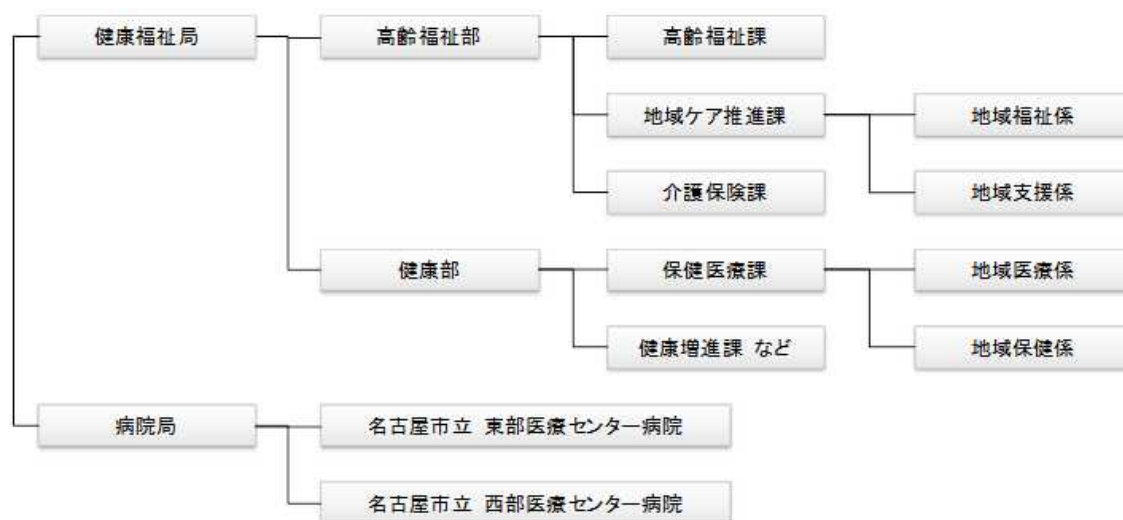 健康福祉局
高齢福祉部
高齢福祉課
地域ケア推進課
地域福祉係
介護保険課
地域支援係
健康部
保健医療課
地域医療係
健康増進課 など
地域保健係
病院局
名古屋市立 東部医療センター病院
名古屋市立 西部医療センター病院